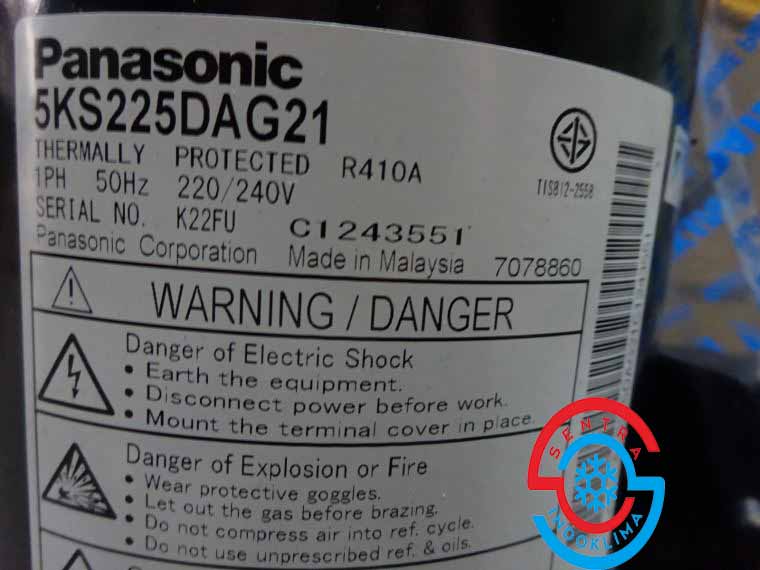 Panasonic
5KS225DAG21
THERMALLY PROTECTED R410A
1PH 50Hz 220/240V
SERIAL NO. K22FU C1243551
Panasonic Corporation Made in Malaysia 7078860
TIS812-2558
WARNING / DANGER
Danger of Electric Shock
• Earth the equipment.
• Disconnect power before work.
• Mount the terminal cover in place.
Danger of Explosion or Fire
• Wear protective goggles.
• Let out the gas before brazing.
• Do not compress air into ref. cycle.
• Do not use unprescribed ref. & oils.
SENTRA
INDOKLIMA